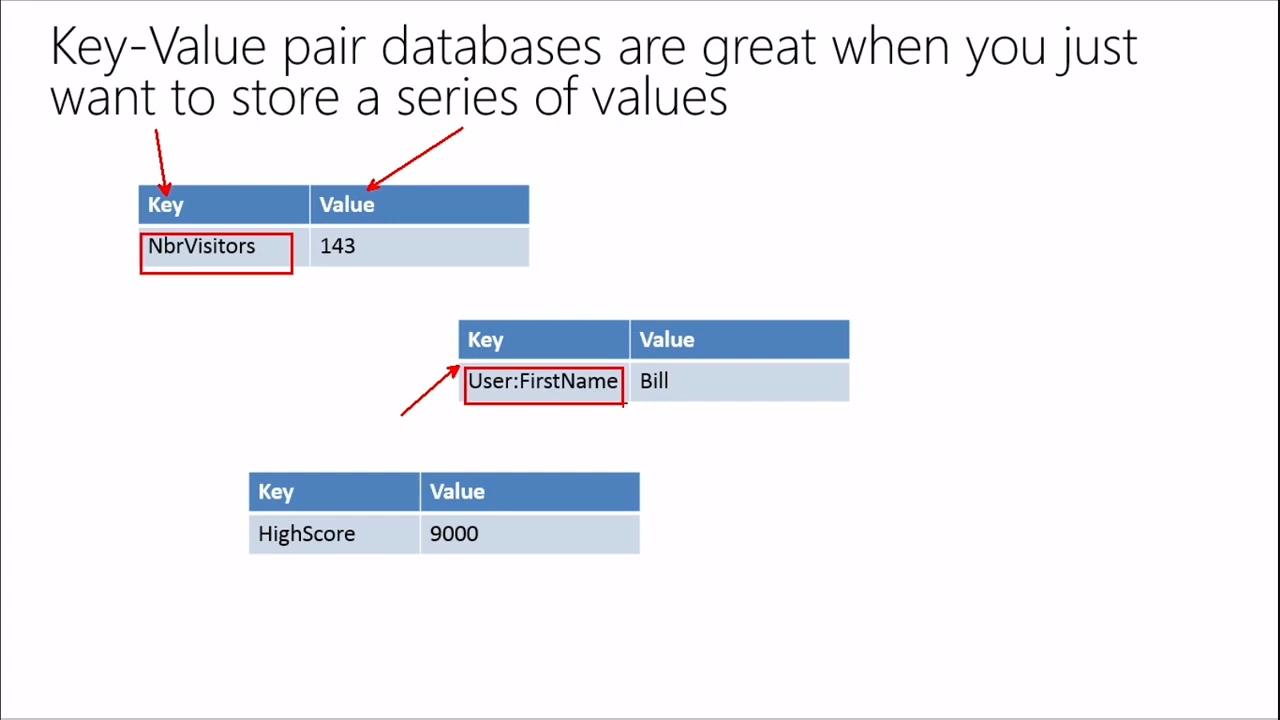 Key-Value pair databases are great when you just
want to store a series of values
Key Value
NbrVisitors 143
Key Value
User:FirstName Bill
Key Value
HighScore 9000